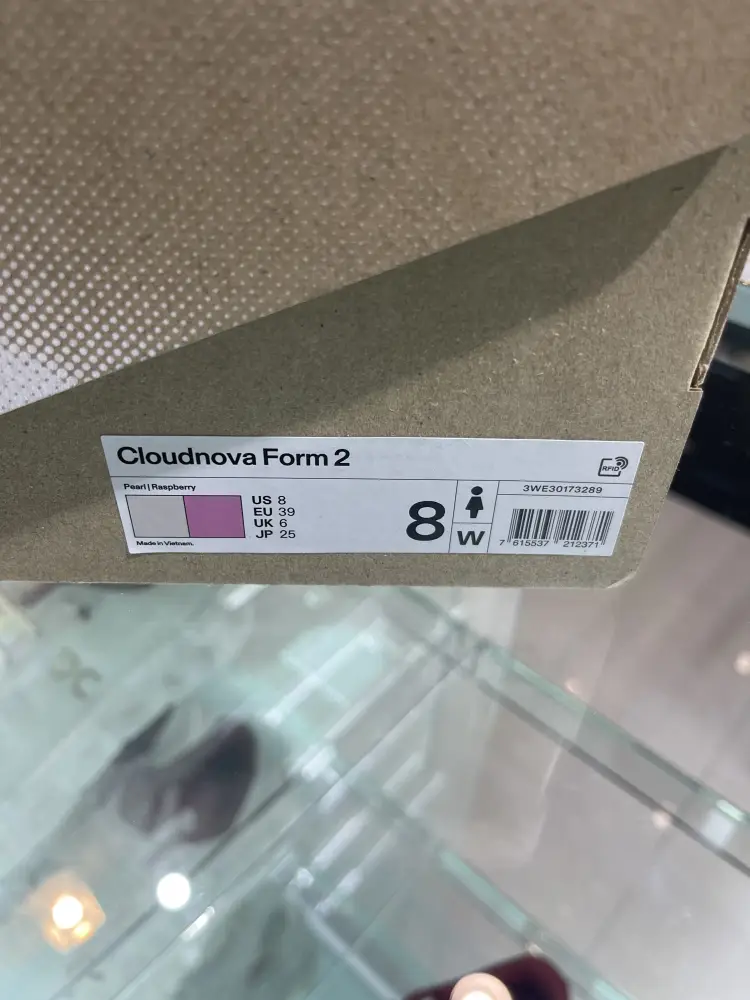 Cloudnova Form 2
RFID
Pearl | Raspberry
US 8
EU 39
UK 6
JP 25
Made in Vietnam.
8
W
3WE30173289
7 615537 212371